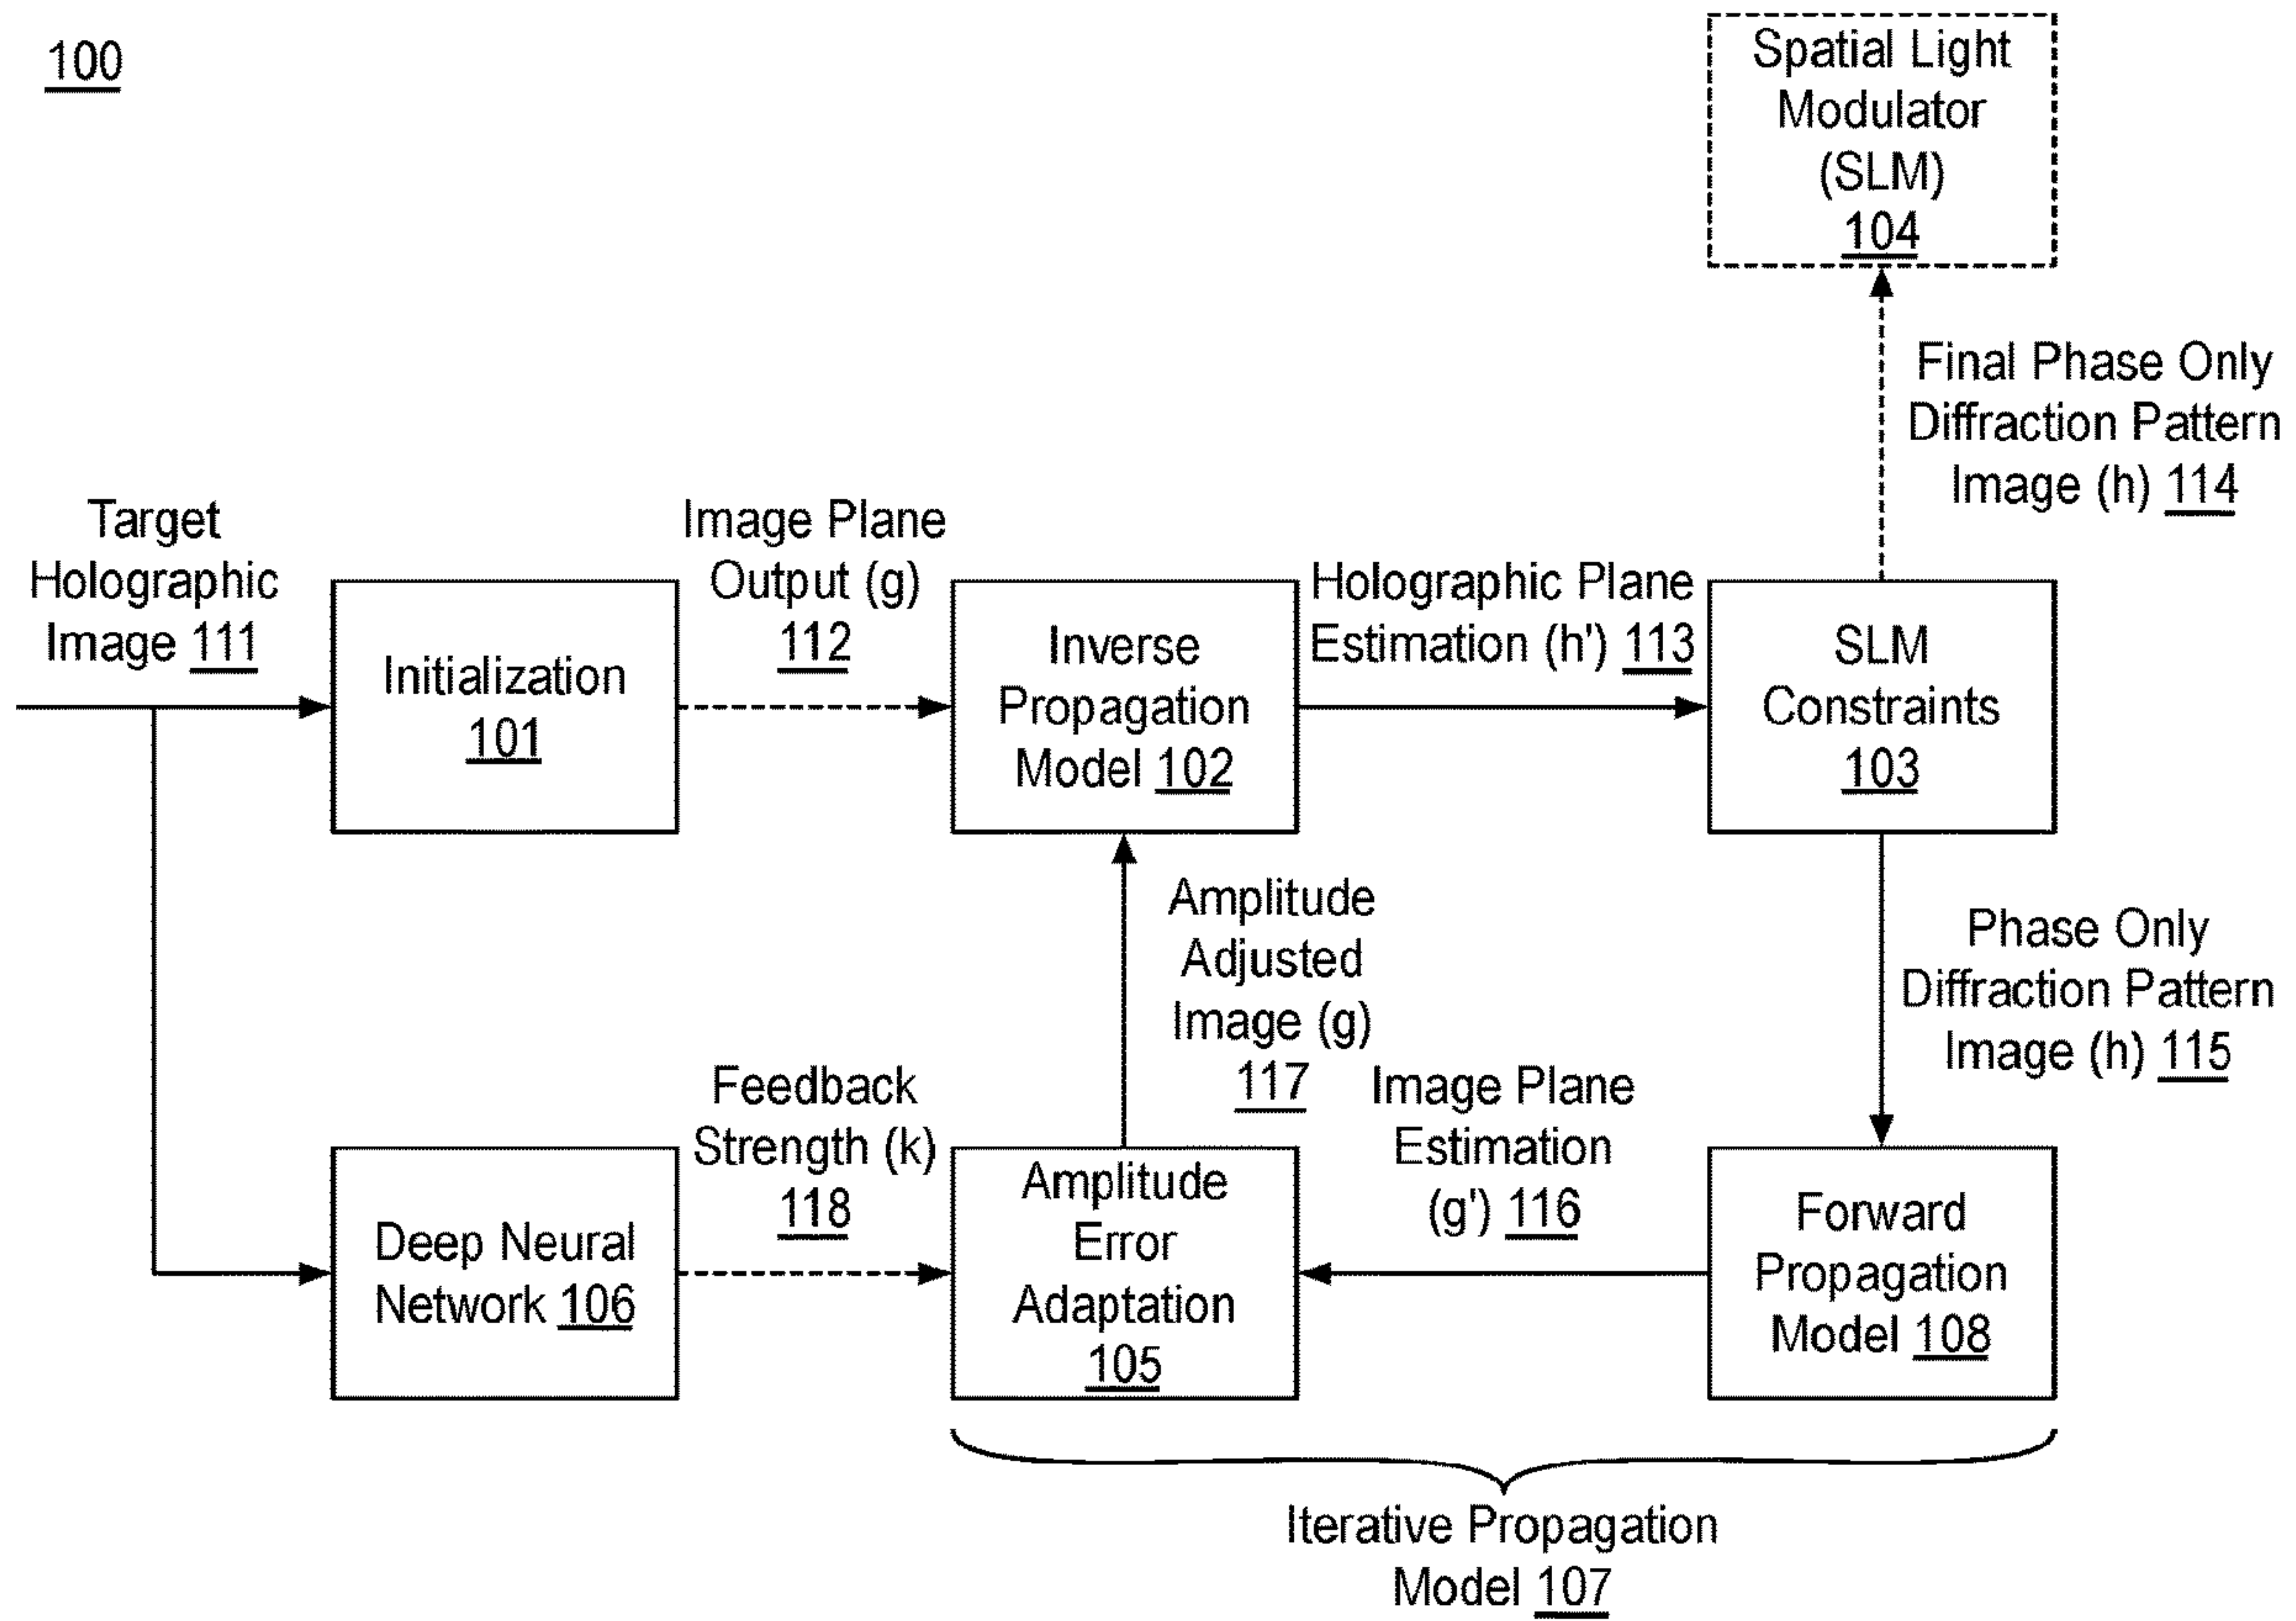 100
Spatial Light
Modulator
(SLM)
104
Final Phase Only
Diffraction Pattern
Image (h) 114
Target
Holographic
Image 111
Initialization
101
Image Plane
Output (g)
112
Inverse
Propagation
Model 102
Holographic Plane
Estimation (h') 113
SLM
Constraints
103
Amplitude
Adjusted
Image (g)
117
Phase Only
Diffraction Pattern
Image (h) 115
Deep Neural
Network 106
Feedback
Strength (k)
118
Amplitude
Error
Adaptation
105
Image Plane
Estimation
(g') 116
Forward
Propagation
Model 108
Iterative Propagation
Model 107